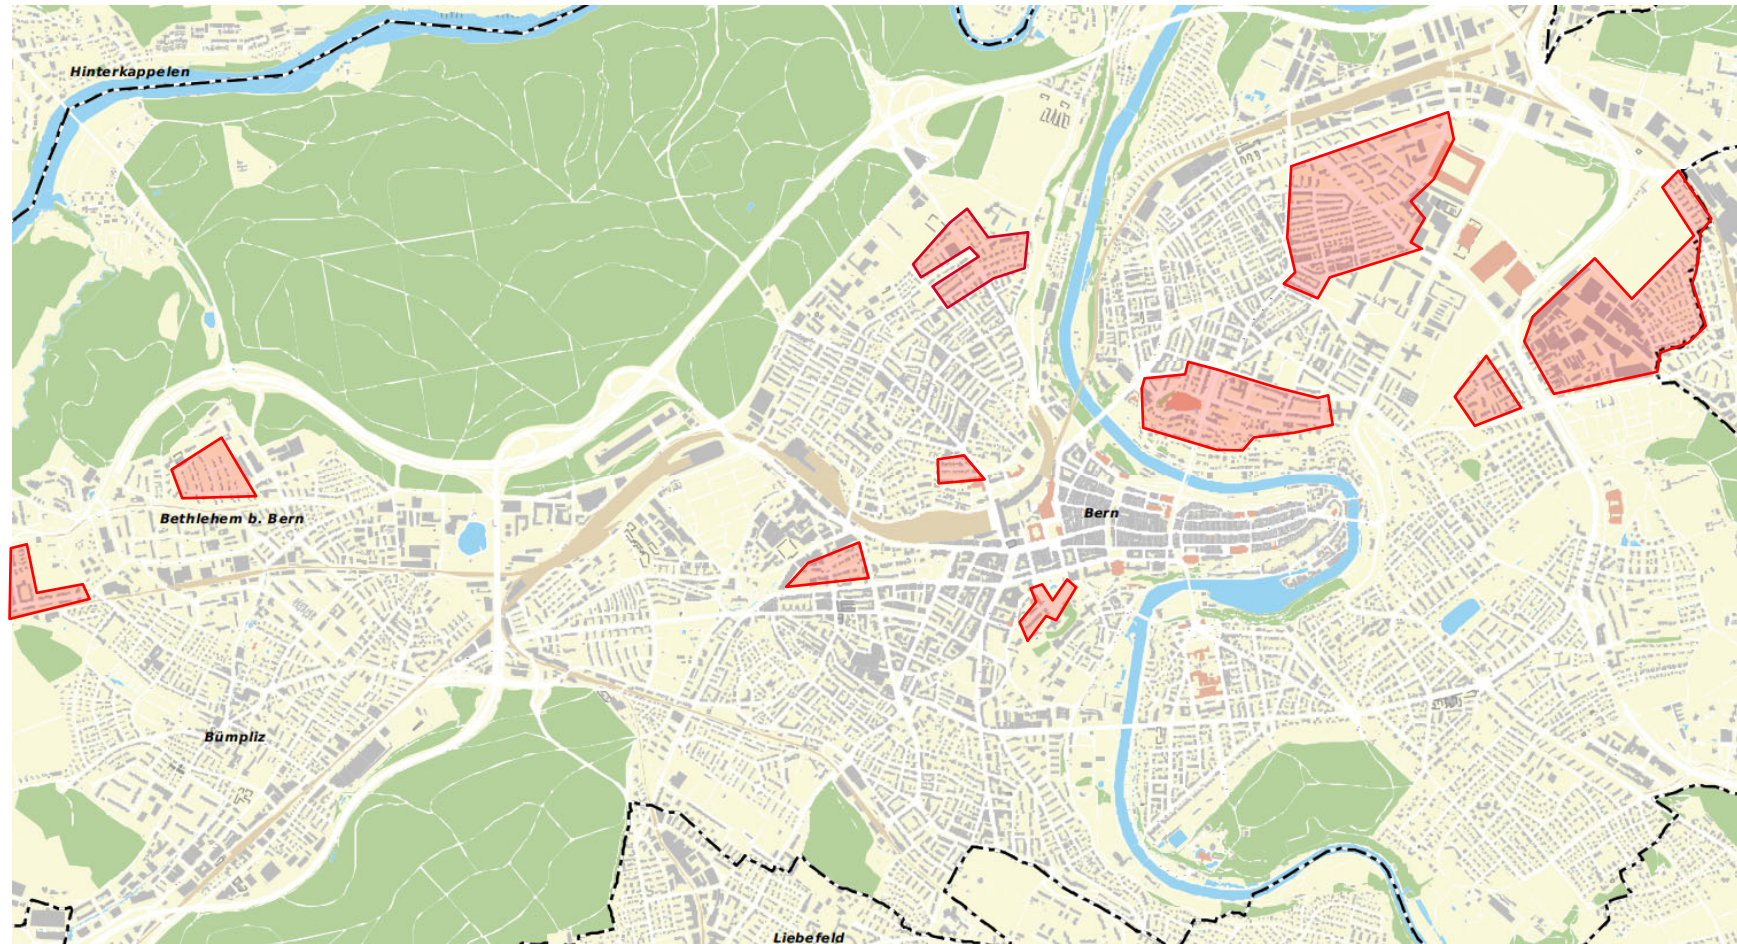 Hinterkappelen
Bern
Bethlehem b. Bern
Bümpliz
Liebefeld